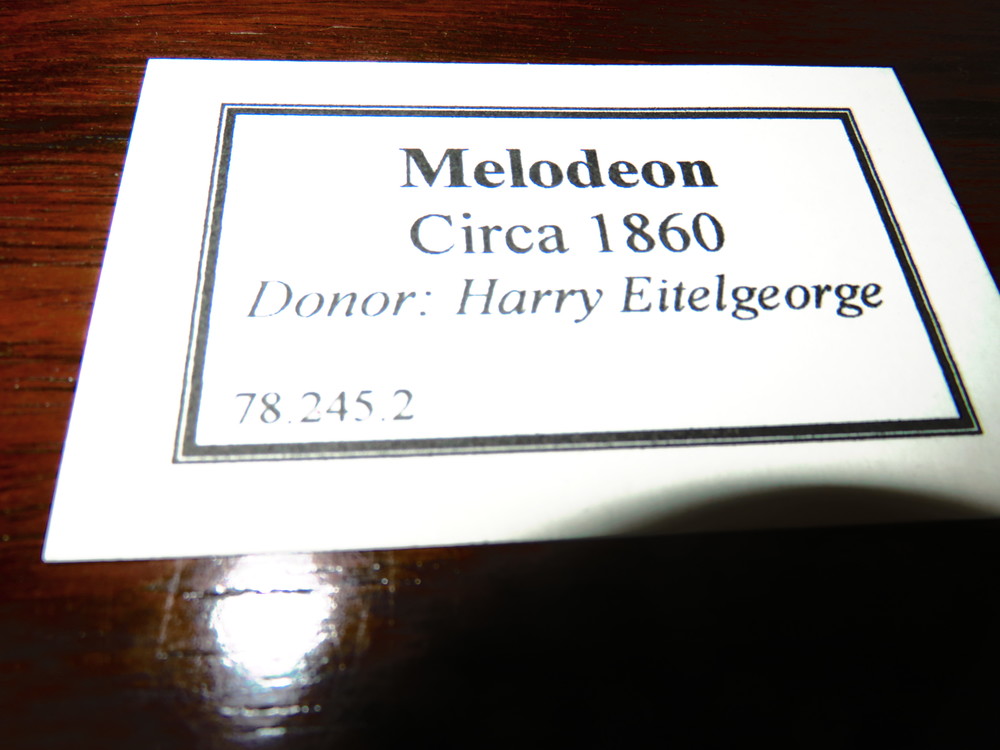 Melodeon
Circa 1860
Donor: Harry Eitelgeorge
78.245.2